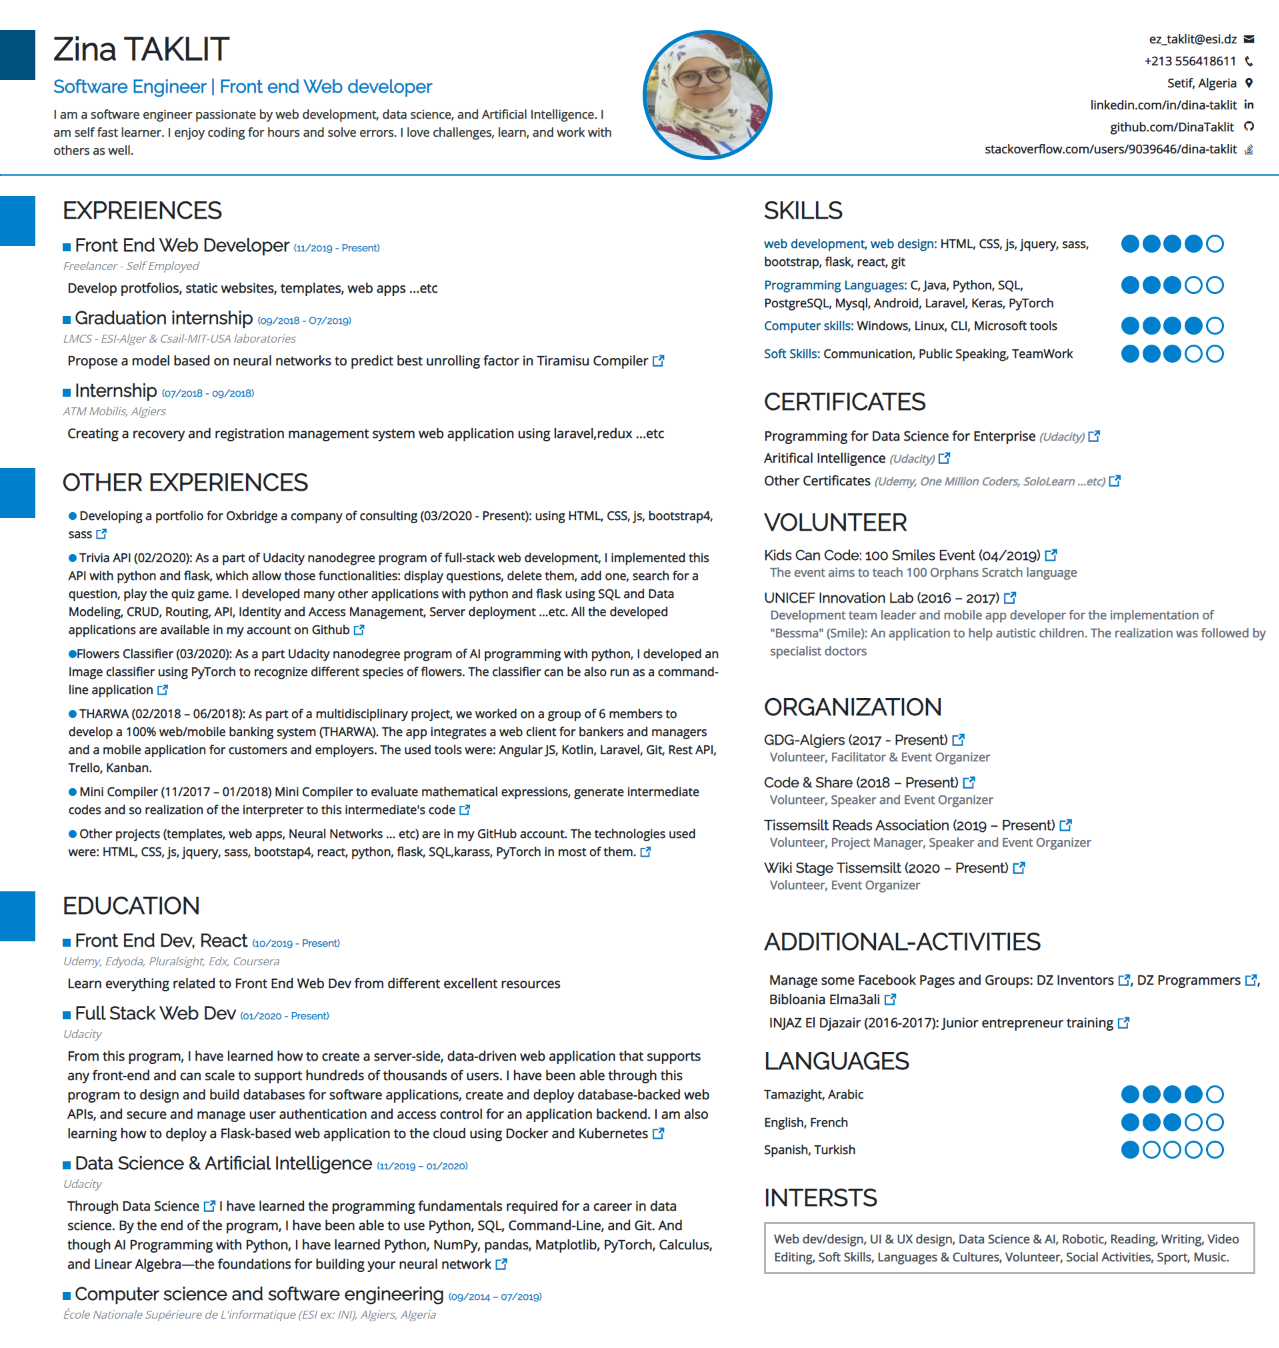 Zina TAKLIT
Software Engineer | Front end Web developer
I am a software engineer passionate by web development, data science, and Artificial Intelligence. I
am self fast learner. I enjoy coding for hours and solve errors. I love challenges, learn, and work with
others as well.
ez_taklit@esi.dz
+213 556418611
Setif, Algeria
linkedin.com/in/dina-taklit
github.com/DinaTaklit
stackoverflow.com/users/9039646/dina-taklit
EXPREIENCES
Front End Web Developer (11/2019 - Present)
Freelancer - Self Employed
Develop protfolios, static websites, templates, web apps ...etc
Graduation internship (09/2018 - O7/2019)
LMCS - ESI-Alger & Csail-MIT-USA laboratories
Propose a model based on neural networks to predict best unrolling factor in Tiramisu Compiler
Internship (07/2018 - 09/2018)
ATM Mobilis, Algiers
Creating a recovery and registration management system web application using laravel,redux ...etc
OTHER EXPERIENCES
Developing a portfolio for Oxbridge a company of consulting (03/2O20 - Present): using HTML, CSS, js, bootstrap4,
sass
Trivia API (02/2O20): As a part of Udacity nanodegree program of full-stack web development, I implemented this
API with python and flask, which allow those functionalities: display questions, delete them, add one, search for a
question, play the quiz game. I developed many other applications with python and flask using SQL and Data
Modeling, CRUD, Routing, API, Identity and Access Management, Server deployment ...etc. All the developed
applications are available in my account on Github
Flowers Classifier (03/2020): As a part Udacity nanodegree program of AI programming with python, I developed an
Image classifier using PyTorch to recognize different species of flowers. The classifier can be also run as a command-
line application
THARWA (02/2018 – 06/2018): As part of a multidisciplinary project, we worked on a group of 6 members to
develop a 100% web/mobile banking system (THARWA). The app integrates a web client for bankers and managers
and a mobile application for customers and employers. The used tools were: Angular JS, Kotlin, Laravel, Git, Rest API,
Trello, Kanban.
Mini Compiler (11/2017 – 01/2018) Mini Compiler to evaluate mathematical expressions, generate intermediate
codes and so realization of the interpreter to this intermediate's code
Other projects (templates, web apps, Neural Networks ... etc) are in my GitHub account. The technologies used
were: HTML, CSS, js, jquery, sass, bootstap4, react, python, flask, SQL,karass, PyTorch in most of them.
EDUCATION
Front End Dev, React (10/2019 - Present)
Udemy, Edyoda, Pluralsight, Edx, Coursera
Learn everything related to Front End Web Dev from different excellent resources
Full Stack Web Dev (01/2020 - Present)
Udacity
From this program, I have learned how to create a server-side, data-driven web application that supports
any front-end and can scale to support hundreds of thousands of users. I have been able through this
program to design and build databases for software applications, create and deploy database-backed web
APIs, and secure and manage user authentication and access control for an application backend. I am also
learning how to deploy a Flask-based web application to the cloud using Docker and Kubernetes
Data Science & Artificial Intelligence (11/2019 – 01/2020)
Udacity
Through Data Science I have learned the programming fundamentals required for a career in data
science. By the end of the program, I have been able to use Python, SQL, Command-Line, and Git. And
though AI Programming with Python, I have learned Python, NumPy, pandas, Matplotlib, PyTorch, Calculus,
and Linear Algebra—the foundations for building your neural network
Computer science and software engineering (09/2014 – 07/2019)
École Nationale Supérieure de L'informatique (ESI ex: INI), Algiers, Algeria
SKILLS
web development, web design: HTML, CSS, js, jquery, sass,
bootstrap, flask, react, git
Programming Languages: C, Java, Python, SQL,
PostgreSQL, Mysql, Android, Laravel, Keras, PyTorch
Computer skills: Windows, Linux, CLI, Microsoft tools
Soft Skills: Communication, Public Speaking, TeamWork
CERTIFICATES
Programming for Data Science for Enterprise (Udacity)
Aritifical Intelligence (Udacity)
Other Certificates (Udemy, One Million Coders, SoloLearn ...etc)
VOLUNTEER
Kids Can Code: 100 Smiles Event (04/2019)
The event aims to teach 100 Orphans Scratch language
UNICEF Innovation Lab (2016 – 2017)
Development team leader and mobile app developer for the implementation of
"Bessma" (Smile): An application to help autistic children. The realization was followed by
specialist doctors
ORGANIZATION
GDG-Algiers (2017 - Present)
Volunteer, Facilitator & Event Organizer
Code & Share (2018 – Present)
Volunteer, Speaker and Event Organizer
Tissemsilt Reads Association (2019 – Present)
Volunteer, Project Manager, Speaker and Event Organizer
Wiki Stage Tissemsilt (2020 – Present)
Volunteer, Event Organizer
ADDITIONAL-ACTIVITIES
Manage some Facebook Pages and Groups: DZ Inventors , DZ Programmers ,
Bibloania Elma3ali
INJAZ El Djazair (2016-2017): Junior entrepreneur training
LANGUAGES
Tamazight, Arabic
English, French
Spanish, Turkish
INTERSTS
Web dev/design, UI & UX design, Data Science & AI, Robotic, Reading, Writing, Video
Editing, Soft Skills, Languages & Cultures, Volunteer, Social Activities, Sport, Music.